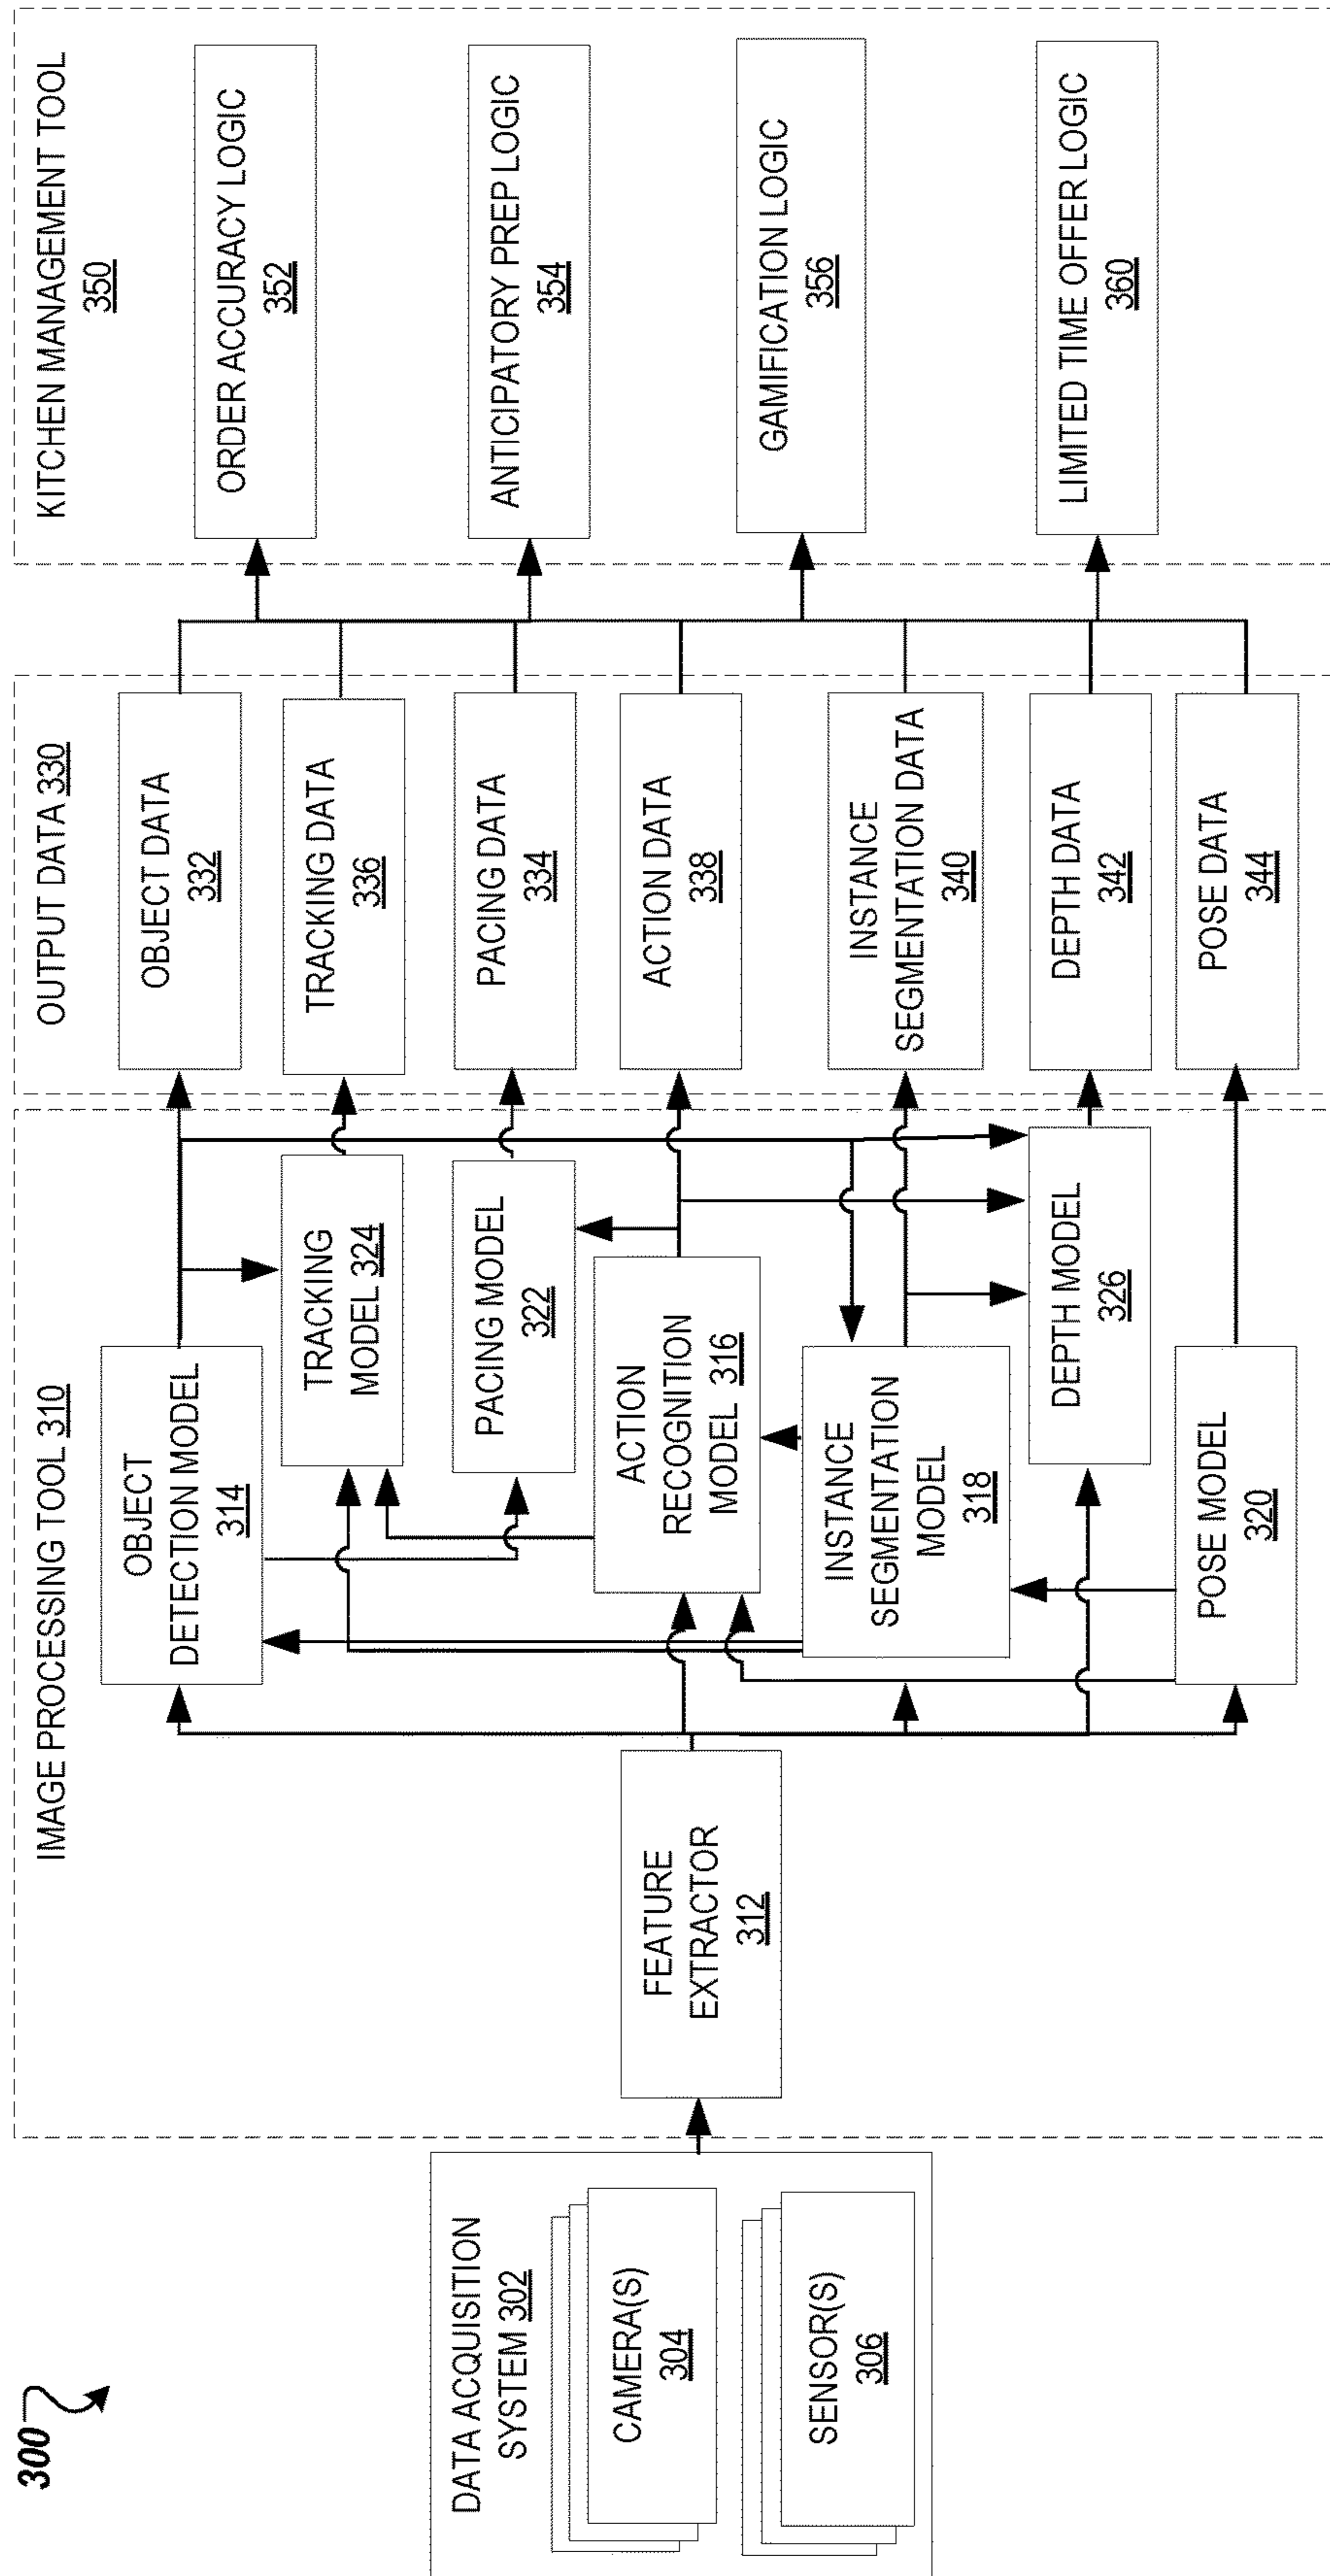 300
DATA ACQUISITION
SYSTEM 302
CAMERA(S)
304
SENSOR(S)
306
IMAGE PROCESSING TOOL 310
FEATURE
EXTRACTOR
312
OBJECT
DETECTION MODEL
314
TRACKING
MODEL 324
PACING MODEL
322
ACTION
RECOGNITION
MODEL 316
INSTANCE
SEGMENTATION
MODEL
318
DEPTH MODEL
326
POSE MODEL
320
OUTPUT DATA 330
OBJECT DATA
332
TRACKING DATA
336
PACING DATA
334
ACTION DATA
338
INSTANCE
SEGMENTATION DATA
340
DEPTH DATA
342
POSE DATA
344
KITCHEN MANAGEMENT TOOL
350
ORDER ACCURACY LOGIC
352
ANTICIPATORY PREP LOGIC
354
GAMIFICATION LOGIC
356
LIMITED TIME OFFER LOGIC
360